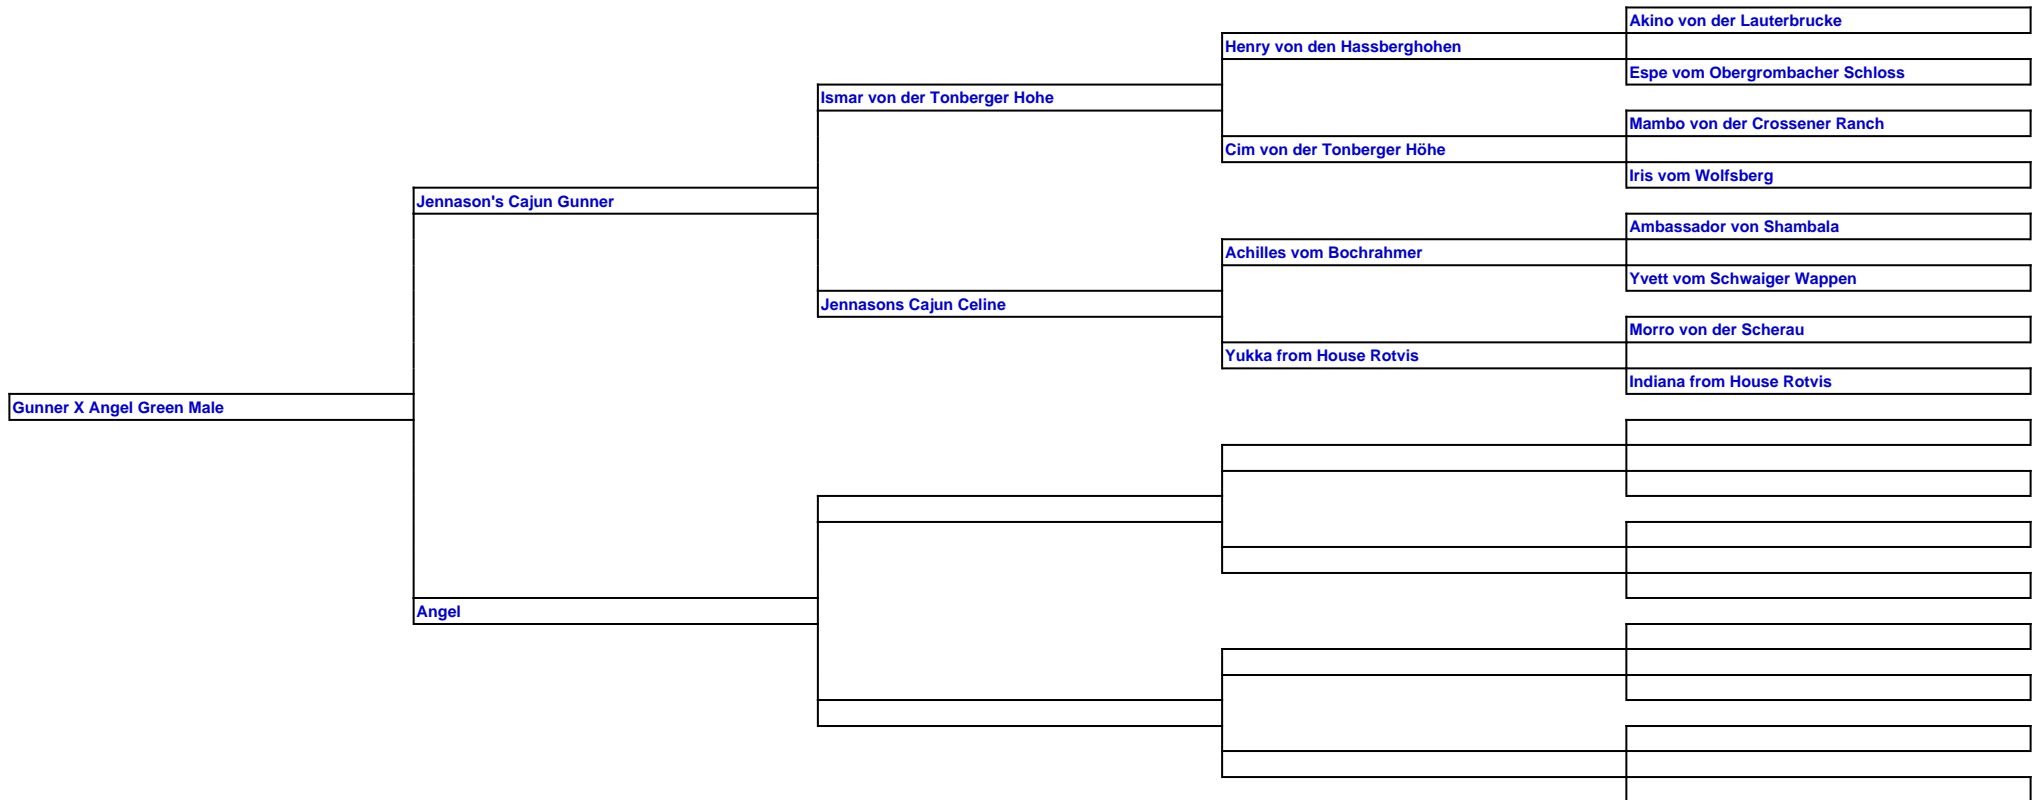 Akino von der Lauterbrucke
Henry von den Hassberghohen
Espe vom Obergrombacher Schloss
Ismar von der Tonberger Hohe
Mambo von der Crossener Ranch
Cim von der Tonberger Höhe
Iris vom Wolfsberg
Jennason's Cajun Gunner
Ambassador von Shambala
Achilles vom Bochrahmer
Yvett vom Schwaiger Wappen
Jennasons Cajun Celine
Morro von der Scherau
Yukka from House Rotvis
Indiana from House Rotvis
Gunner X Angel Green Male
Angel